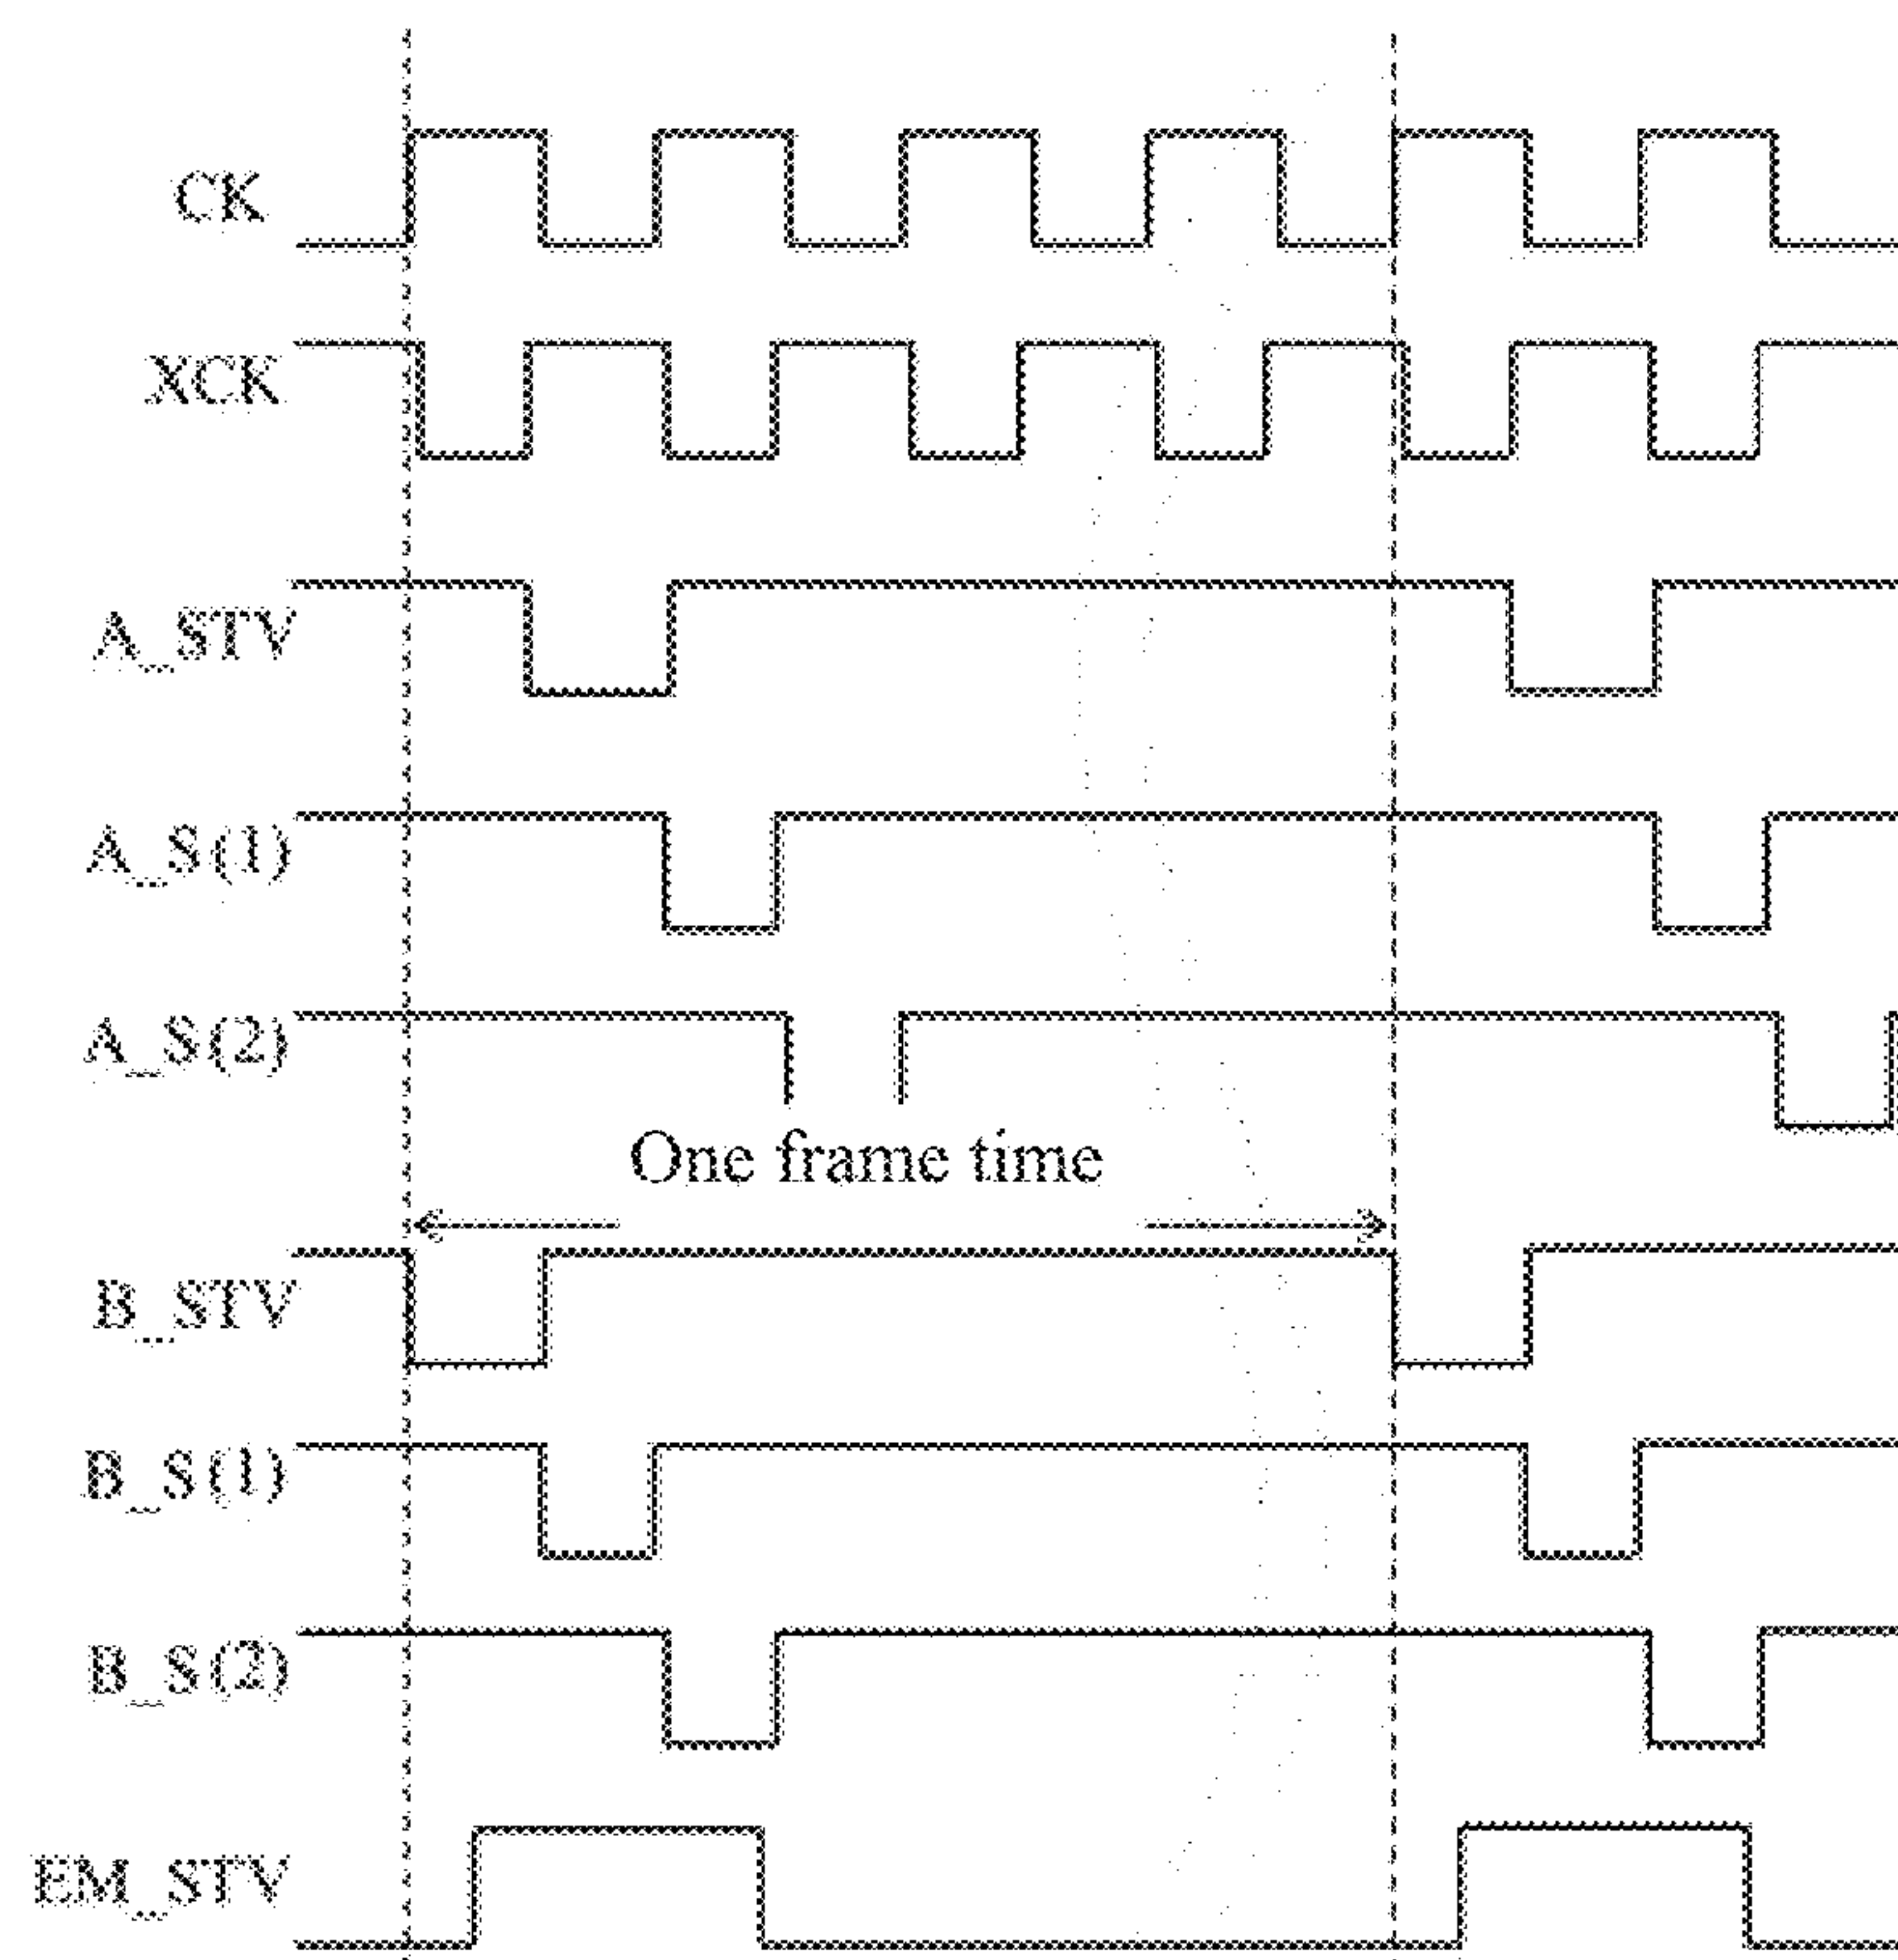 CK
XCK
A_STV
A_S(1)
A_S(2)
One frame time
B_STV
B_S(1)
B_S(2)
EM_STV